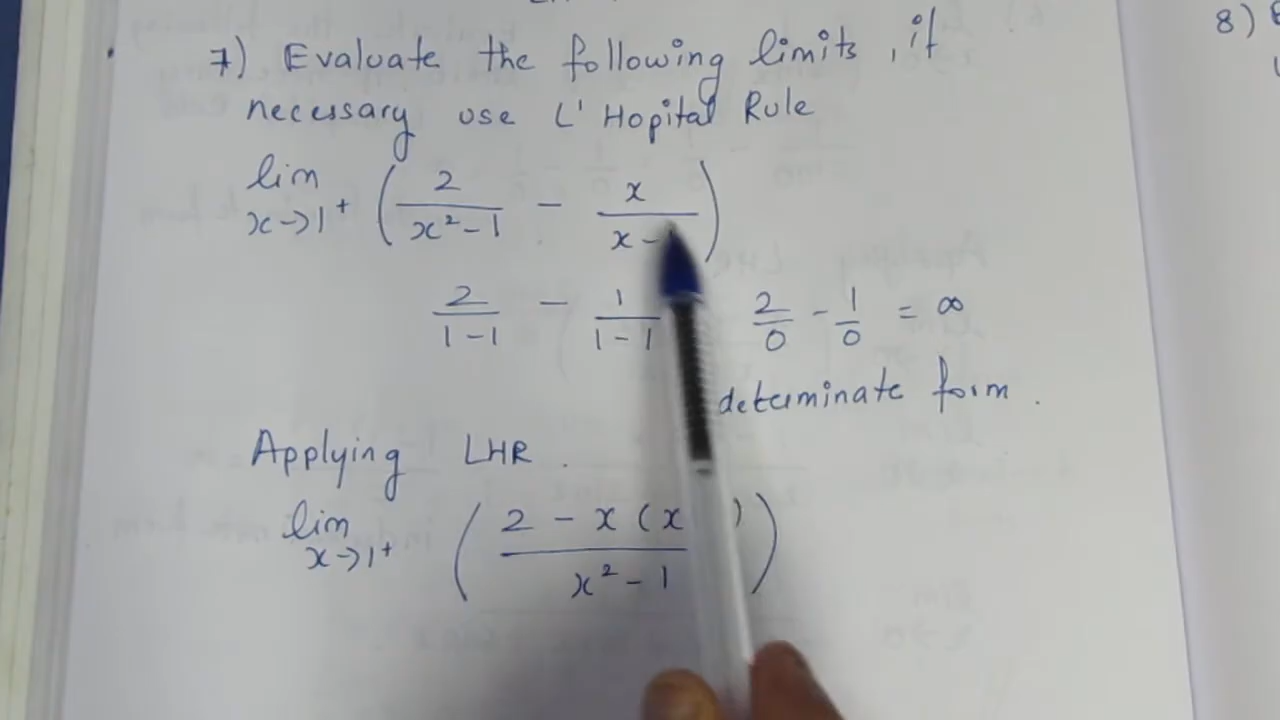 7) Evaluate the following limits, if
necessary use L'Hopital Rule
lim x→1⁺ ( 2/(x²-1) - x/(x-
2/(1-1) - 1/(1-1) 2/0 - 1/0 = ∞
determinate form.
Applying LHR.
lim x→1⁺ ( (2 - x(x )/(x²-1) )
8)